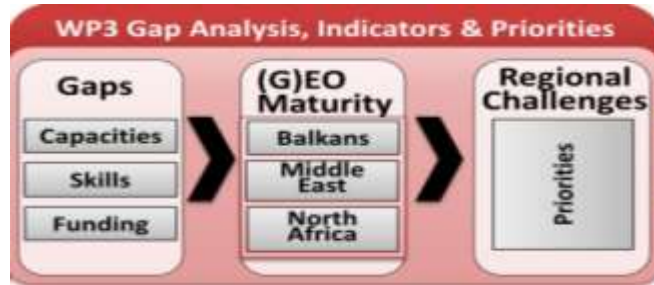 WP3 Gap Analysis, Indicators & Priorities
Gaps
Capacities
Skills
Funding
(G)EO
Maturity
Balkans
Middle
East
North
Africa
Regional
Challenges
Priorities